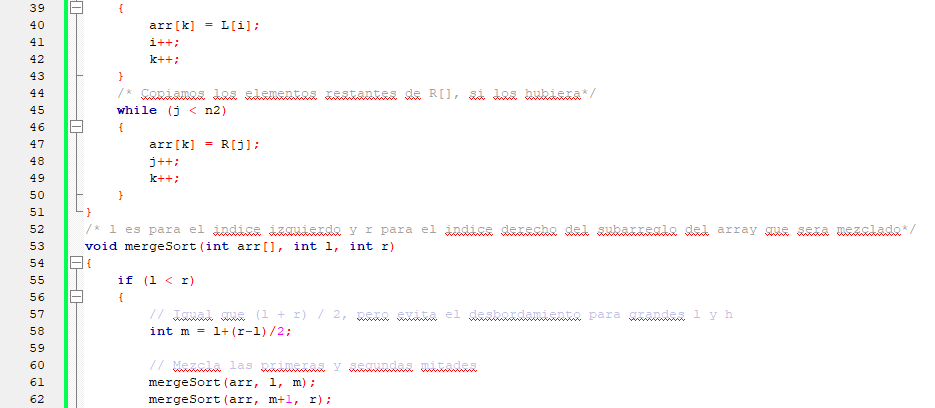 39 {
40 arr[k] = L[i];
41 i++;
42 k++;
43 }
44 /* Copiamos los elementos restantes de R[], si los hubiera*/
45 while (j < n2)
46 {
47 arr[k] = R[j];
48 j++;
49 k++;
50 }
51 }
52 /* l es para el indice izquierdo y r para el indice derecho del subarreglo del array que sera mezclado*/
53 void mergeSort(int arr[], int l, int r)
54 {
55 if (l < r)
56 {
57 // Igual que (l + r) / 2, pero evita el desbordamiento para grandes l y h
58 int m = l+(r-l)/2;
59
60 // Mezcla las primeras y segundas mitades
61 mergeSort(arr, l, m);
62 mergeSort(arr, m+1, r);